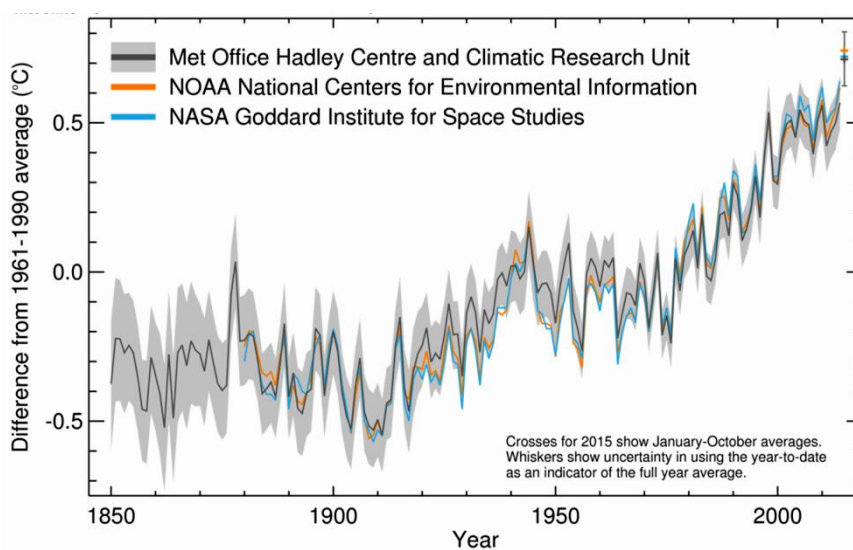 Met Office Hadley Centre and Climatic Research Unit
NOAA National Centers for Environmental Information
NASA Goddard Institute for Space Studies
Difference from 1961-1990 average (°C)
0.5
0.0
-0.5
Crosses for 2015 show January-October averages.
Whiskers show uncertainty in using the year-to-date
as an indicator of the full year average.
1850
1900
1950
2000
Year